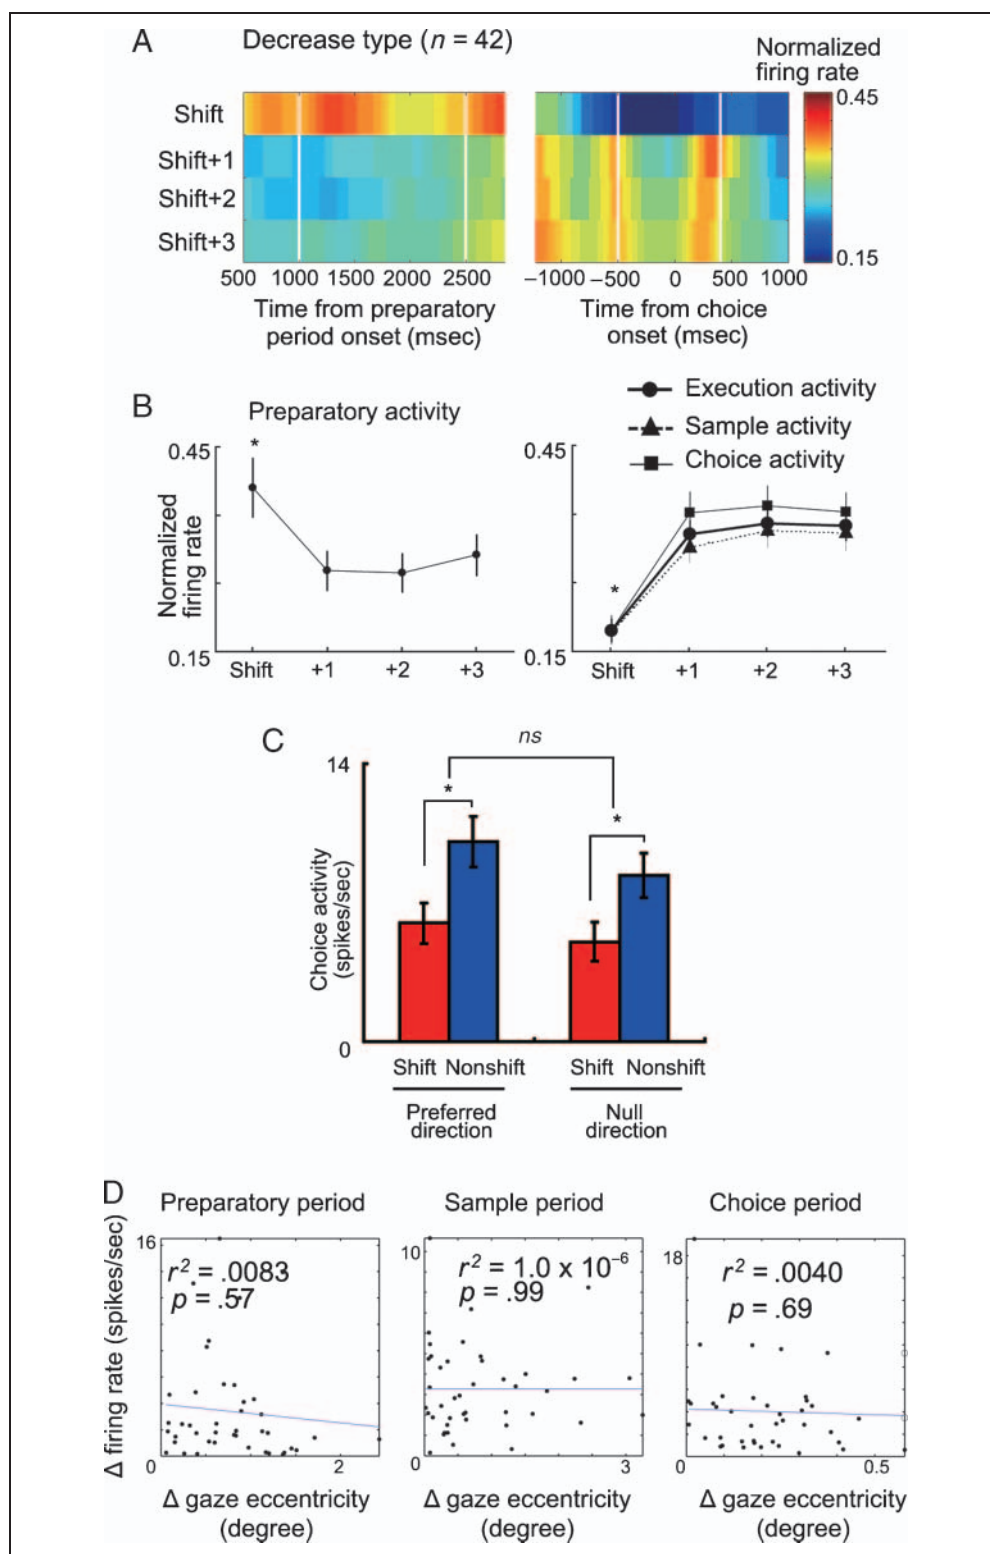 A
Decrease type (n = 42)
Normalized
firing rate
Shift
Shift+1
Shift+2
Shift+3
0.45
0.15
500 1000 1500 2000 2500
−1000 −500 0 500 1000
Time from preparatory
period onset (msec)
Time from choice
onset (msec)
B
Preparatory activity
Execution activity
Sample activity
Choice activity
Normalized
firing rate
0.45
*
0.15
Shift +1 +2 +3
0.45
*
0.15
Shift +1 +2 +3
C
ns
14
*
*
Choice activity
(spikes/sec)
0
Shift Nonshift
Shift Nonshift
Preferred
direction
Null
direction
D
Preparatory period
Sample period
Choice period
Δ firing rate (spikes/sec)
16
r² = .0083
p = .57
0 2
Δ gaze eccentricity
(degree)
10
r² = 1.0 x 10⁻⁶
p = .99
0 3
Δ gaze eccentricity
(degree)
18
r² = .0040
p = .69
0 0.5
Δ gaze eccentricity
(degree)